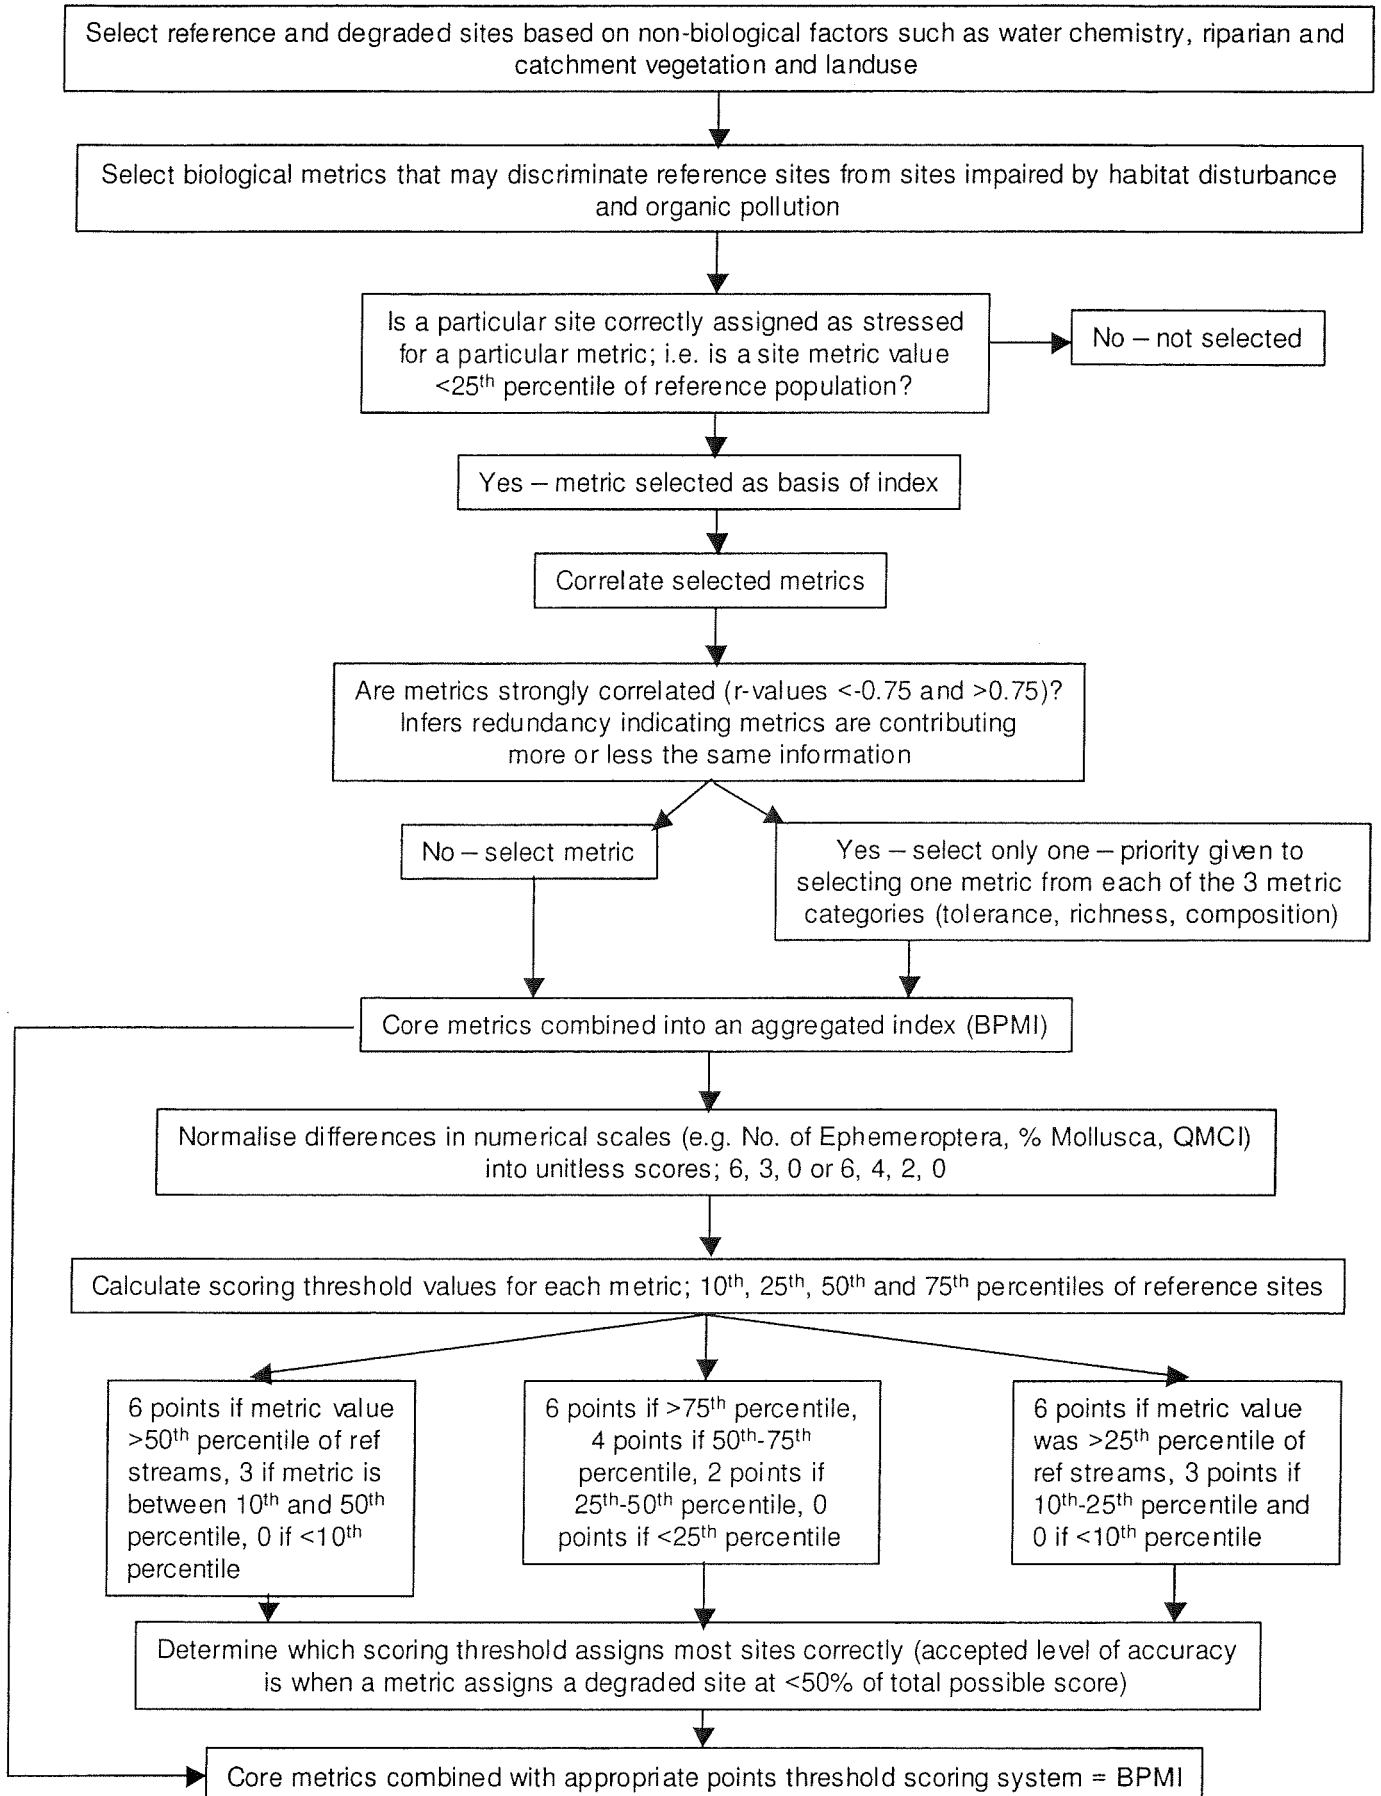 Select reference and degraded sites based on non-biological factors such as water chemistry, riparian and
catchment vegetation and landuse
Select biological metrics that may discriminate reference sites from sites impaired by habitat disturbance
and organic pollution
Is a particular site correctly assigned as stressed
for a particular metric; i.e. is a site metric value
<25th percentile of reference population?
No – not selected
Yes – metric selected as basis of index
Correlate selected metrics
Are metrics strongly correlated (r-values <-0.75 and >0.75)?
Infers redundancy indicating metrics are contributing
more or less the same information
No – select metric
Yes – select only one – priority given to
selecting one metric from each of the 3 metric
categories (tolerance, richness, composition)
Core metrics combined into an aggregated index (BPMI)
Normalise differences in numerical scales (e.g. No. of Ephemeroptera, % Mollusca, QMCI)
into unitless scores; 6, 3, 0 or 6, 4, 2, 0
Calculate scoring threshold values for each metric; 10th, 25th, 50th and 75th percentiles of reference sites
6 points if metric value
>50th percentile of ref
streams, 3 if metric is
between 10th and 50th
percentile, 0 if <10th
percentile
6 points if >75th percentile,
4 points if 50th-75th
percentile, 2 points if
25th-50th percentile, 0
points if <25th percentile
6 points if metric value
was >25th percentile of
ref streams, 3 points if
10th-25th percentile and
0 if <10th percentile
Determine which scoring threshold assigns most sites correctly (accepted level of accuracy
is when a metric assigns a degraded site at <50% of total possible score)
Core metrics combined with appropriate points threshold scoring system = BPMI